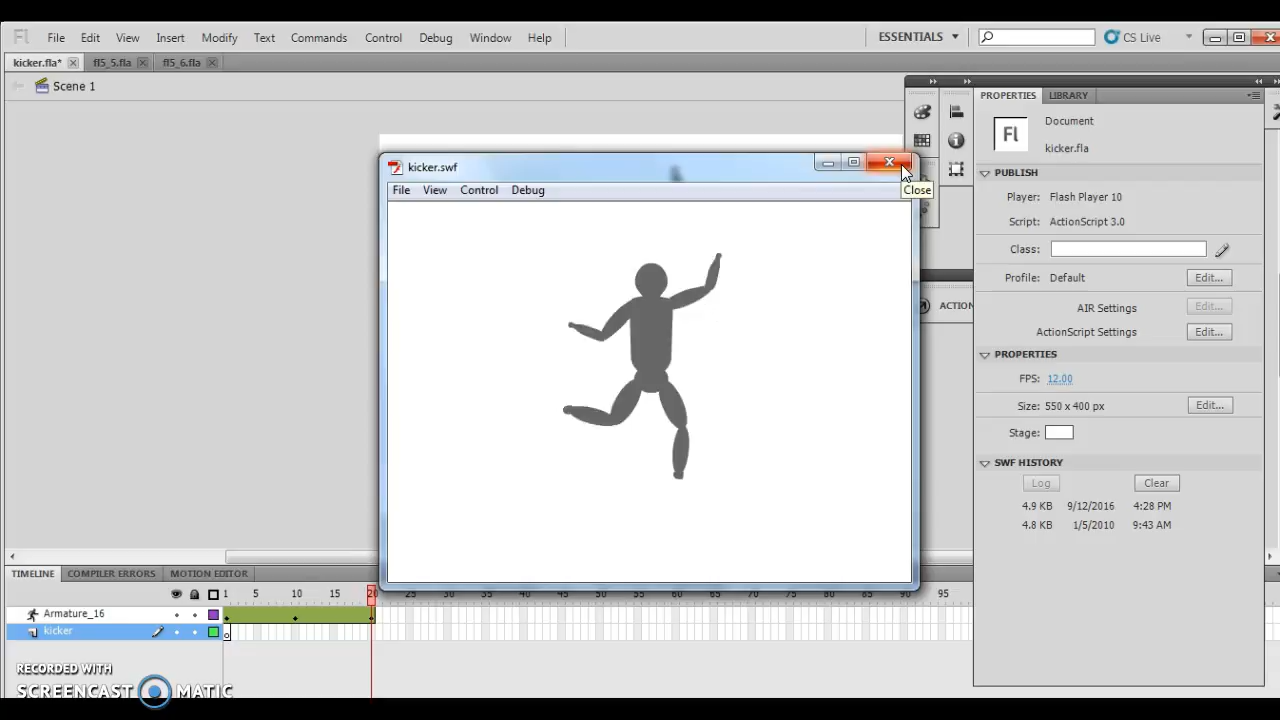 Fl File Edit View Insert Modify Text Commands Control Debug Window Help ESSENTIALS CS Live
kicker.fla* fl5_5.fla fl5_6.fla
Scene 1
PROPERTIES LIBRARY
Fl Document
kicker.fla
PUBLISH
Player: Flash Player 10
Script: ActionScript 3.0
Class:
Profile: Default Edit...
AIR Settings Edit...
ActionScript Settings Edit...
PROPERTIES
FPS: 12.00
Size: 550 x 400 px Edit...
Stage:
SWF HISTORY
Log Clear
4.9 KB 9/12/2016 4:28 PM
4.8 KB 1/5/2010 9:43 AM
kicker.swf
File View Control Debug
Close
ACTION
TIMELINE COMPILER ERRORS MOTION EDITOR
1 5 10 15 20 25 30 35 40 45 50 55 60 65 70 75 80 85 90 95
Armature_16
kicker
RECORDED WITH
SCREENCAST MATIC